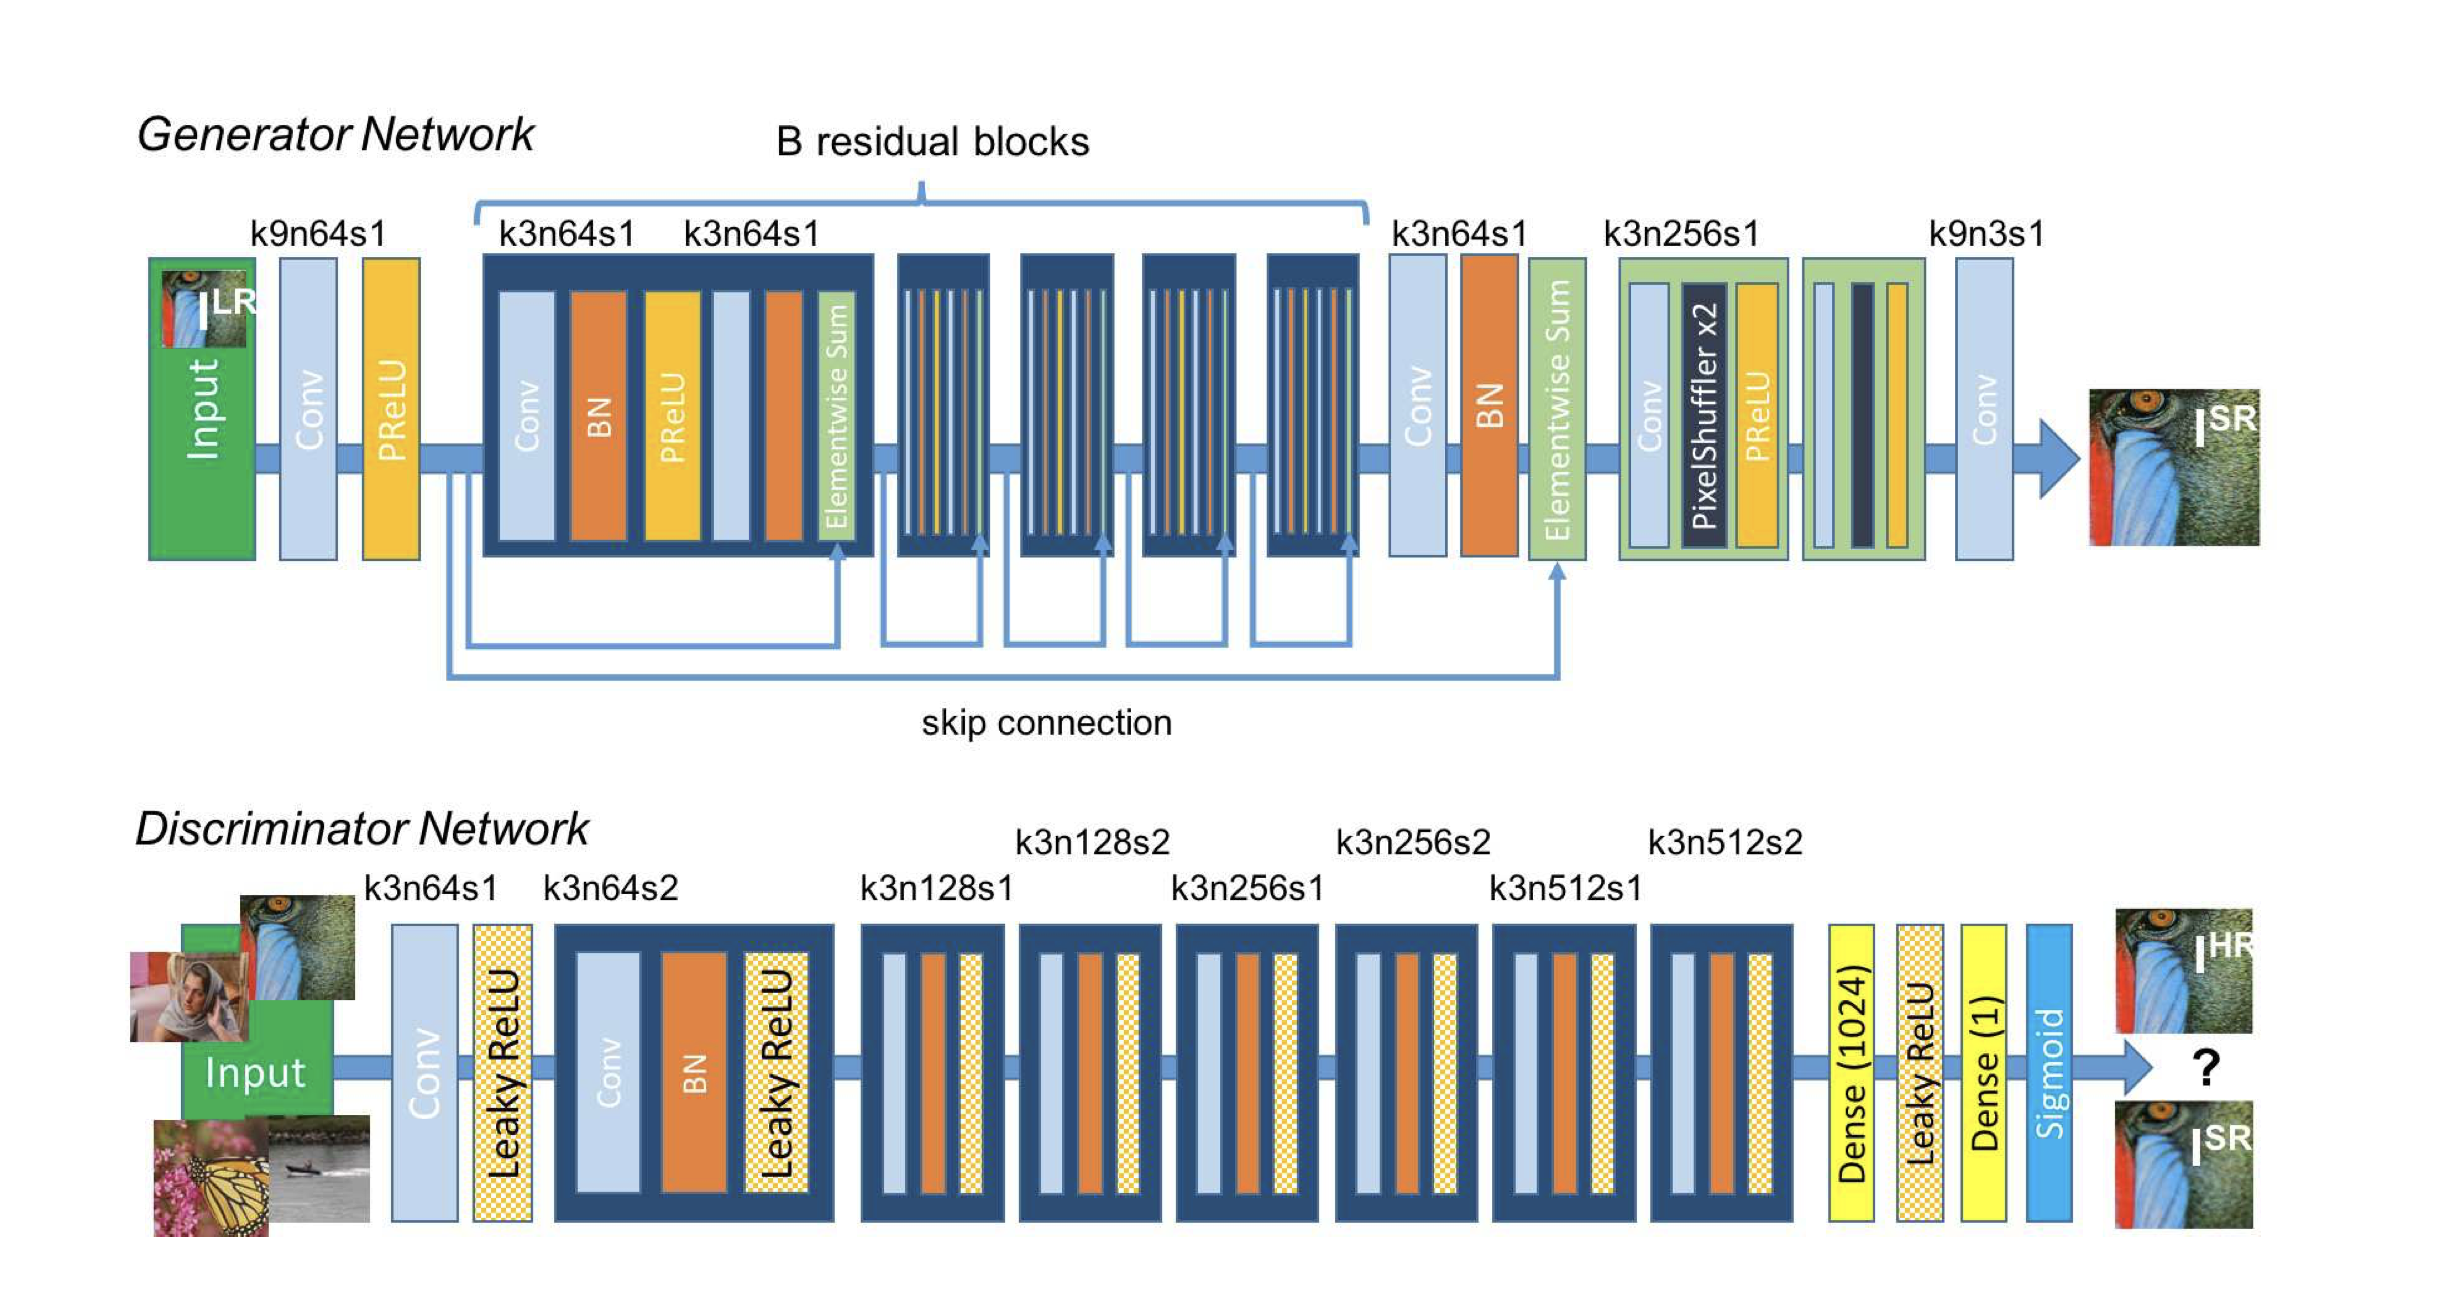 Generator Network
B residual blocks
k9n64s1
k3n64s1
k3n64s1
k3n64s1
k3n256s1
k9n3s1
I^LR
Input
Conv
PReLU
Conv
BN
PReLU
Elementwise Sum
Conv
BN
Elementwise Sum
Conv
PixelShuffler x2
PReLU
Conv
I^SR
skip connection
Discriminator Network
k3n128s2
k3n256s2
k3n512s2
k3n64s1
k3n64s2
k3n128s1
k3n256s1
k3n512s1
Input
Conv
Leaky ReLU
Conv
BN
Leaky ReLU
Dense (1024)
Leaky ReLU
Dense (1)
Sigmoid
I^HR
?
I^SR